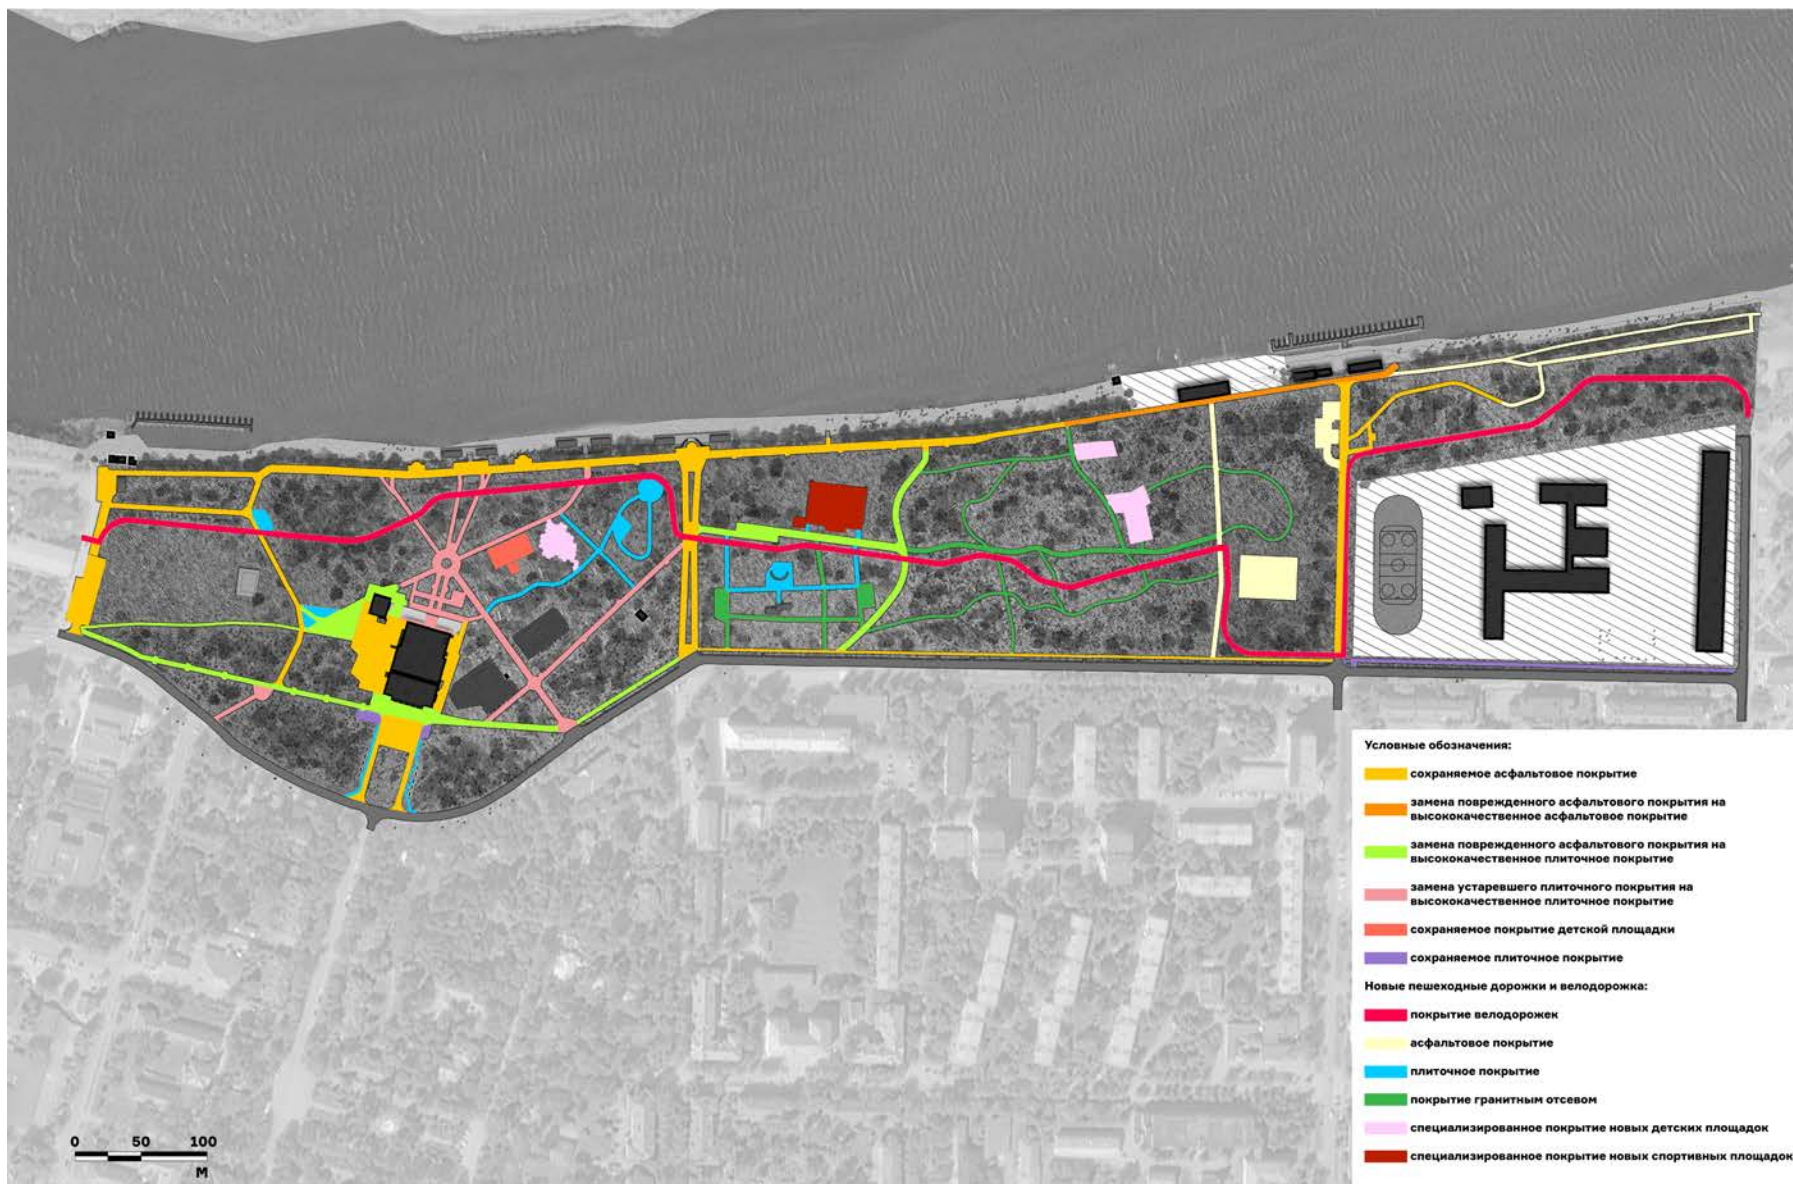 Условные обозначения:
сохраняемое асфальтовое покрытие
замена поврежденного асфальтового покрытия на
высококачественное асфальтовое покрытие
замена поврежденного асфальтового покрытия на
высококачественное плиточное покрытие
замена устаревшего плиточного покрытия на
высококачественное плиточное покрытие
сохраняемое покрытие детской площадки
сохраняемое плиточное покрытие
Новые пешеходные дорожки и велодорожка:
покрытие велодорожек
асфальтовое покрытие
плиточное покрытие
покрытие гранитным отсевом
специализированное покрытие новых детских площадок
специализированное покрытие новых спортивных площадок
0 50 100
М